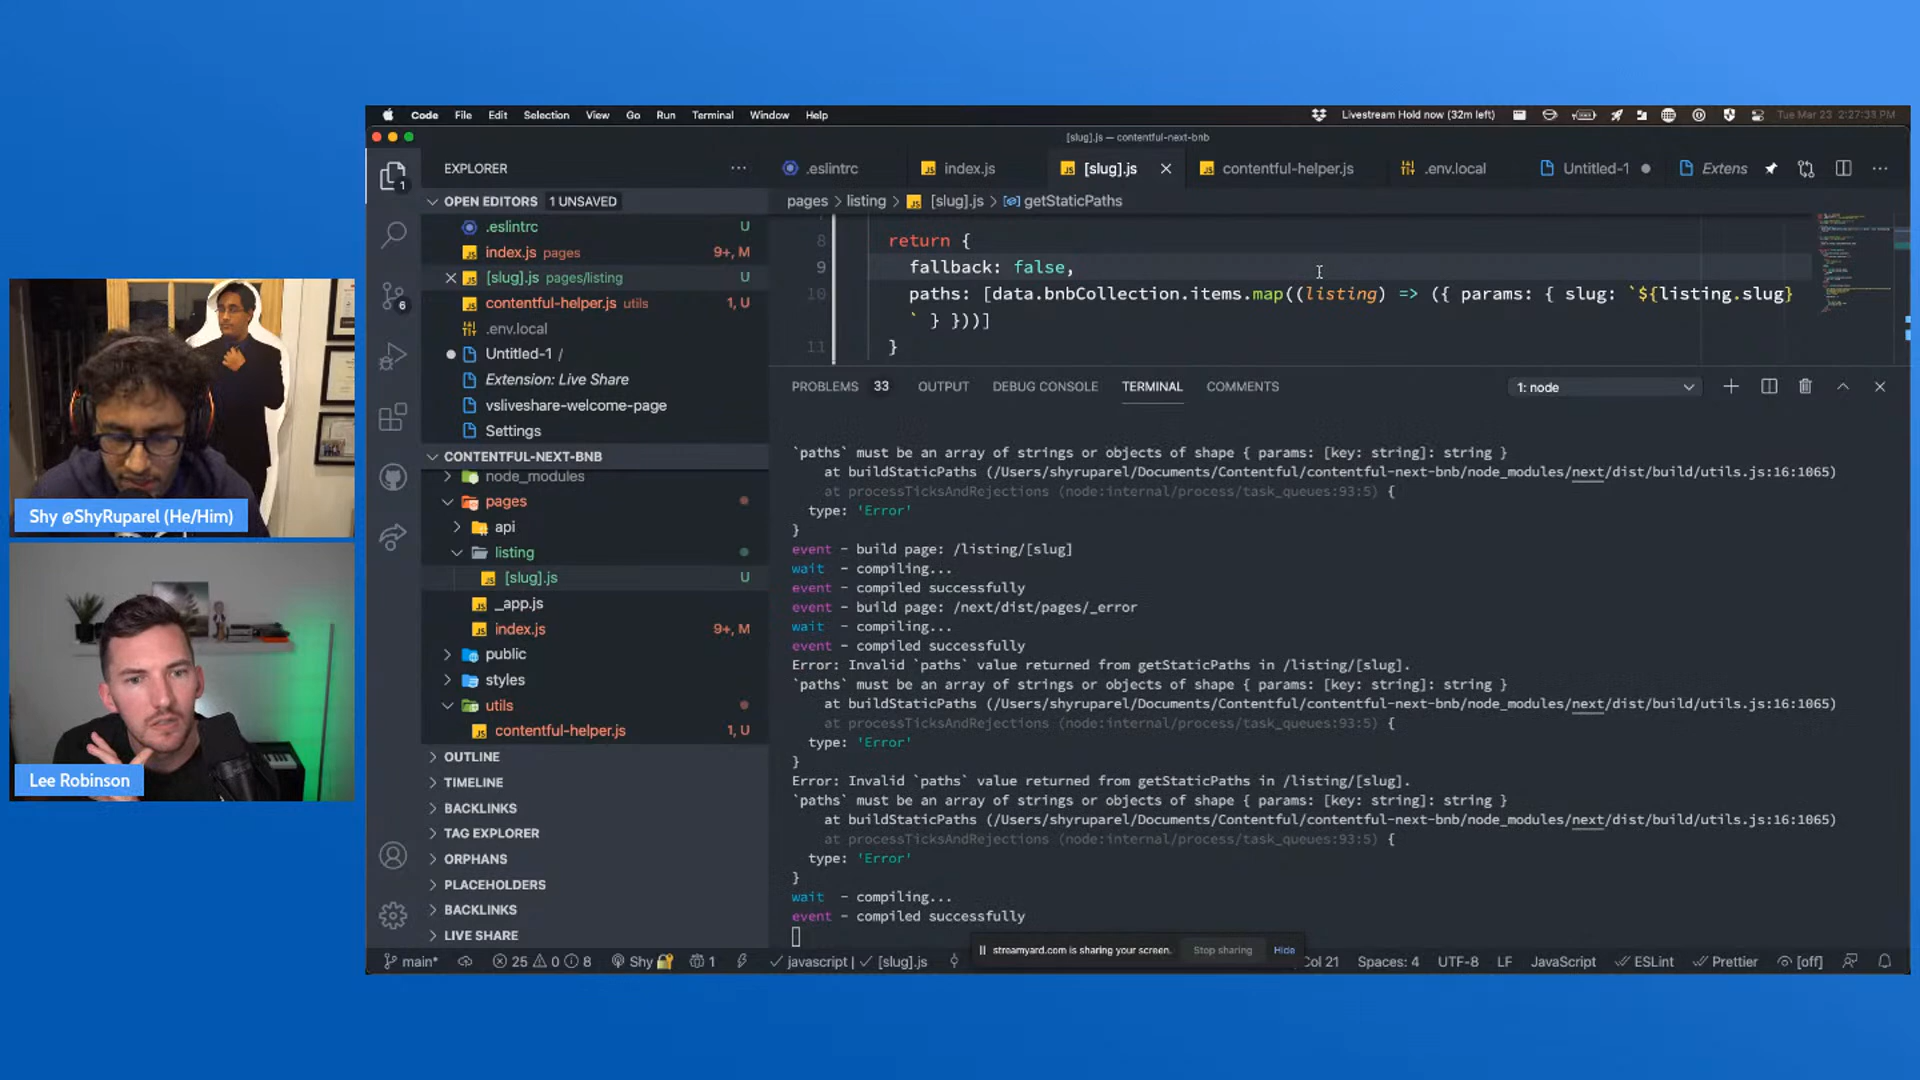 Code File Edit Selection View Go Run Terminal Window Help
Livestream Hold now (32m left)
Tue Mar 23 2:27:33 PM
[slug].js — contentful-next-bnb
1
EXPLORER
OPEN EDITORS 1 UNSAVED
.eslintrc U
index.js pages 9+, M
[slug].js pages/listing U
contentful-helper.js utils 1, U
.env.local
Untitled-1 /
Extension: Live Share
vsliveshare-welcome-page
Settings
6
CONTENTFUL-NEXT-BNB
node_modules
pages
api
listing
[slug].js U
_app.js
index.js 9+, M
public
styles
utils
contentful-helper.js 1, U
OUTLINE
TIMELINE
BACKLINKS
TAG EXPLORER
ORPHANS
PLACEHOLDERS
BACKLINKS
LIVE SHARE
.eslintrc index.js [slug].js contentful-helper.js .env.local Untitled-1 Extens
pages > listing > [slug].js > getStaticPaths
8 return {
9 fallback: false,
10 paths: [data.bnbCollection.items.map((listing) => ({ params: { slug: `${listing.slug}
` } }))]
11 }
PROBLEMS 33 OUTPUT DEBUG CONSOLE TERMINAL COMMENTS 1: node
`paths` must be an array of strings or objects of shape { params: [key: string]: string }
at buildStaticPaths (/Users/shyruparel/Documents/Contentful/contentful-next-bnb/node_modules/next/dist/build/utils.js:16:1065)
at processTicksAndRejections (node:internal/process/task_queues:93:5) {
type: 'Error'
}
event - build page: /listing/[slug]
wait - compiling...
event - compiled successfully
event - build page: /next/dist/pages/_error
wait - compiling...
event - compiled successfully
Error: Invalid `paths` value returned from getStaticPaths in /listing/[slug].
`paths` must be an array of strings or objects of shape { params: [key: string]: string }
at buildStaticPaths (/Users/shyruparel/Documents/Contentful/contentful-next-bnb/node_modules/next/dist/build/utils.js:16:1065)
at processTicksAndRejections (node:internal/process/task_queues:93:5) {
type: 'Error'
}
Error: Invalid `paths` value returned from getStaticPaths in /listing/[slug].
`paths` must be an array of strings or objects of shape { params: [key: string]: string }
at buildStaticPaths (/Users/shyruparel/Documents/Contentful/contentful-next-bnb/node_modules/next/dist/build/utils.js:16:1065)
at processTicksAndRejections (node:internal/process/task_queues:93:5) {
type: 'Error'
}
wait - compiling...
event - compiled successfully
streamyard.com is sharing your screen. Stop sharing Hide
main* 25 0 8 Shy 1 javascript | [slug].js Col 21 Spaces: 4 UTF-8 LF JavaScript ESLint Prettier [off]
Shy @ShyRuparel (He/Him)
Lee Robinson